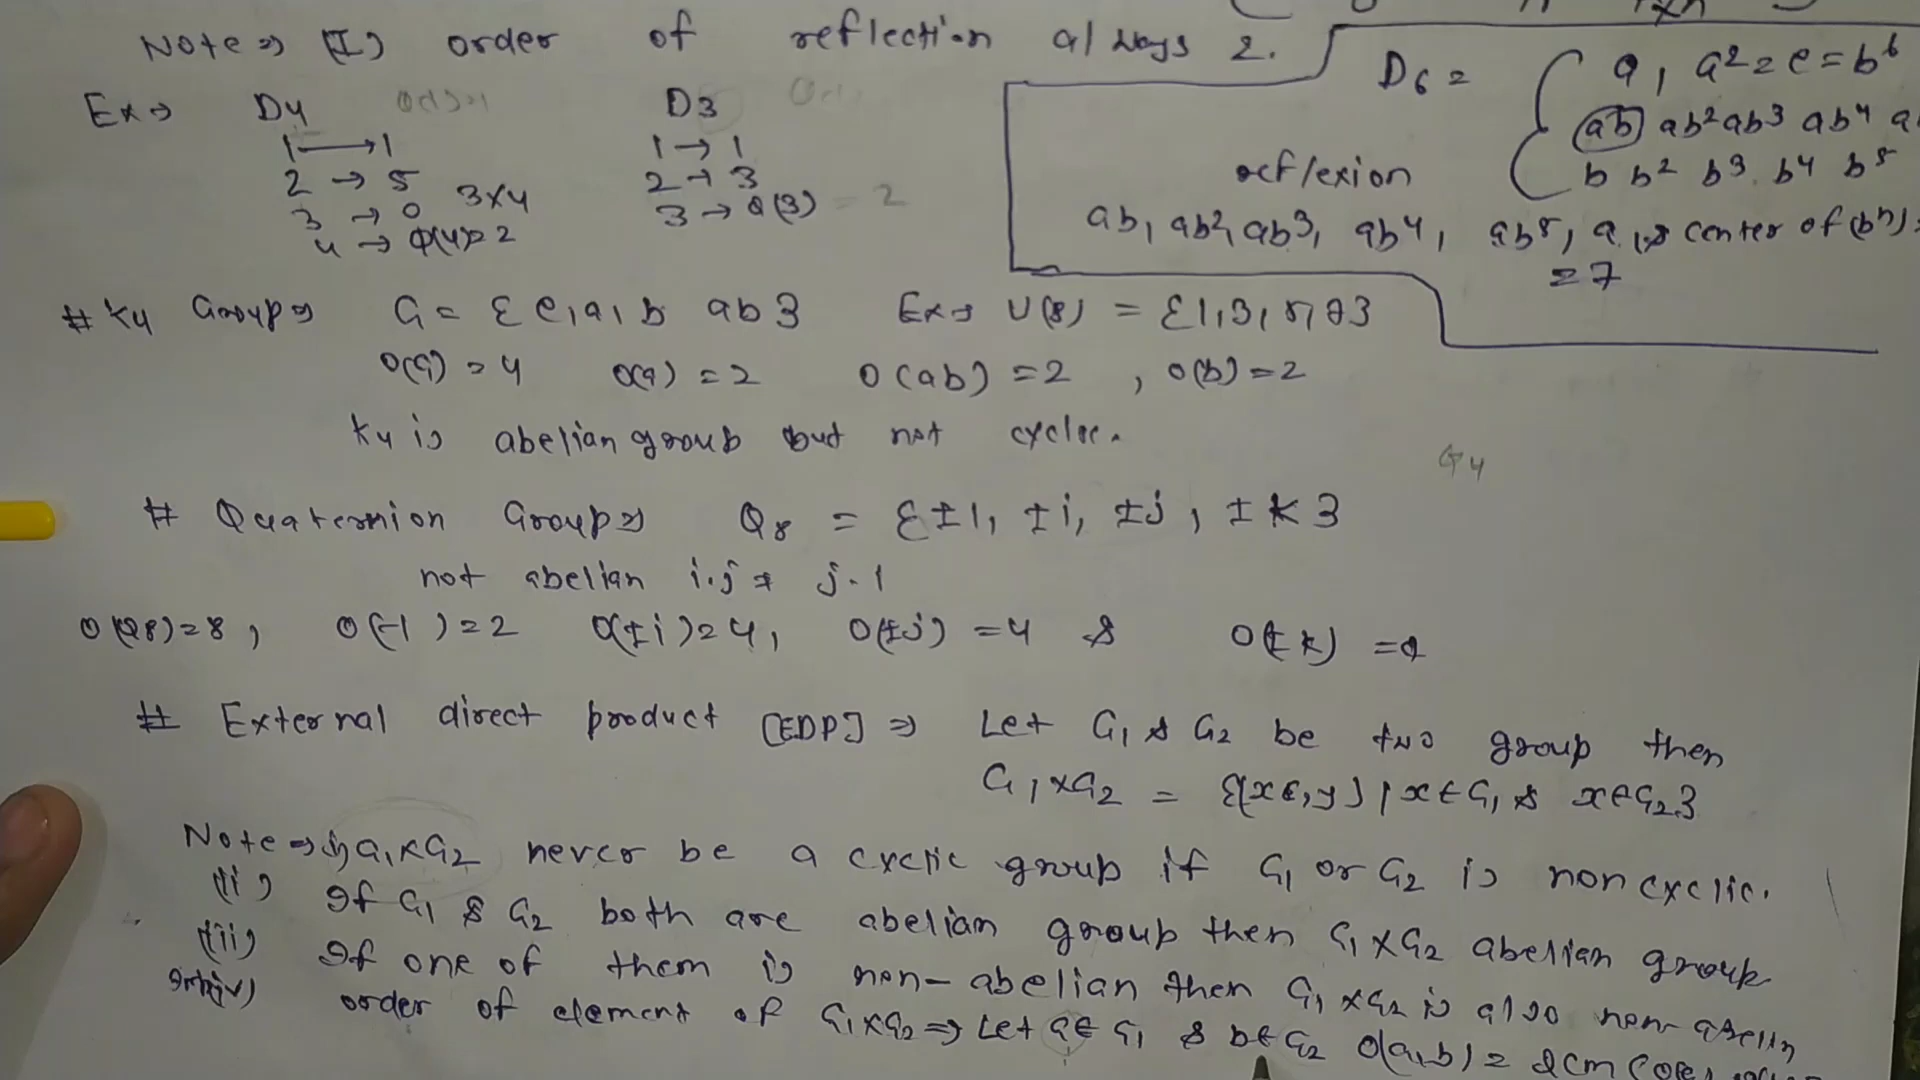 Note ⇒ (I) order of reflection always 2.
Ex ⇒ D4 D3
1 → 1 1 → 1
2 → 5 2 → 3
3 → 0 3x4 3 → Q(3) = 2
4 → Φ(4) = 2
D6 = { a, a² = e = b⁶
ab ab² ab³ ab⁴
b b² b³ b⁴ b⁵
reflexion
ab, ab², ab³, ab⁴, ab⁵, a, & center of (bⁿ) =
= 7
# K4 Group ⇒ G = {e, a, b ab} Ex → U(8) = {1, 3, 5, 7}
O(G) = 4 O(a) = 2 O(ab) = 2 , O(b) = 2
K4 is abelian group but not cyclec.
G4
# Quaternion Group ⇒ Q8 = {±1, ±i, ±j, ±k}
not abelian i.j ≠ j.i
O(Q8) = 8, O(-1) = 2 O(±i) = 4, O(±j) = 4 & O(±k) = 4
# External direct product [EDP] ⇒ Let G1 & G2 be two group then
G1 x G2 = {(x, y) | x ∈ G1 & x ∈ G2}
Note ⇒ i) G1 x G2 never be a cyclic group if G1 or G2 is non cyclic.
(ii) If G1 & G2 both are abelian group then G1 x G2 abelian group
(iii) If one of them is non-abelian then G1 x G2 is also non-abelian
(iv) order of element of G1 x G2 ⇒ Let a ∈ G1 & b ∈ G2 O(a,b) = lcm